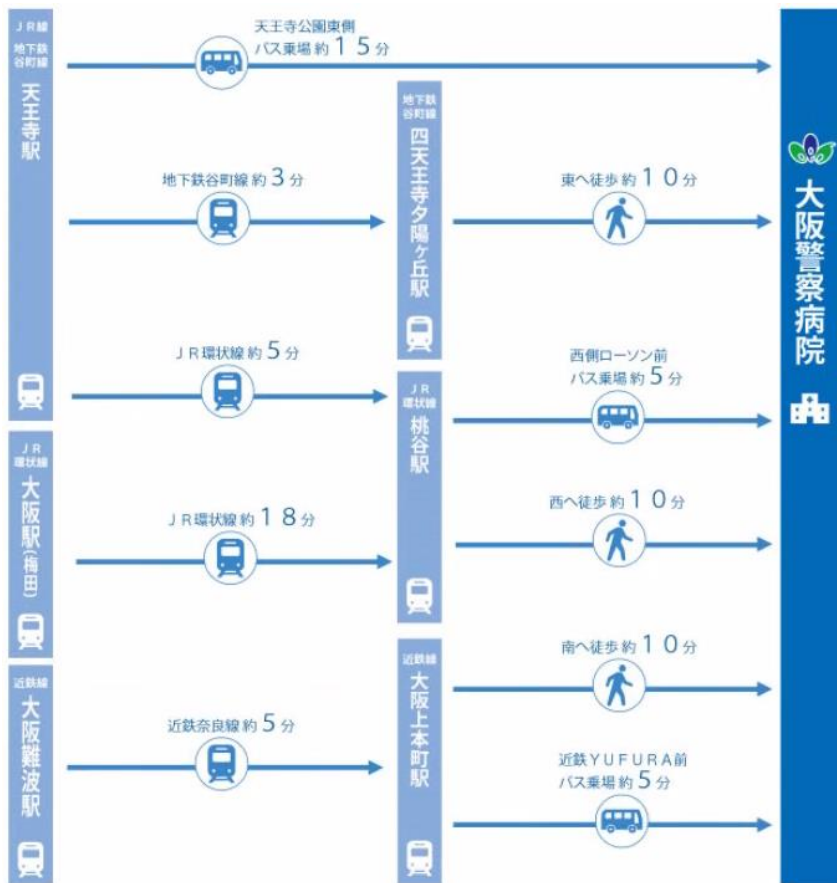 JR線
地下鉄
谷町線
天王寺駅
天王寺公園東側
バス乗場 約15分
地下鉄谷町線 約3分
地下鉄
谷町線
四天王寺夕陽ヶ丘駅
東へ徒歩 約10分
JR環状線 約5分
JR
環状線
桃谷駅
西側ローソン前
バス乗場 約5分
JR
環状線
大阪駅(梅田)
JR環状線 約18分
西へ徒歩 約10分
近鉄線
大阪難波駅
近鉄奈良線 約5分
近鉄線
大阪上本町駅
南へ徒歩 約10分
近鉄YUFURA前
バス乗場 約5分
大阪警察病院